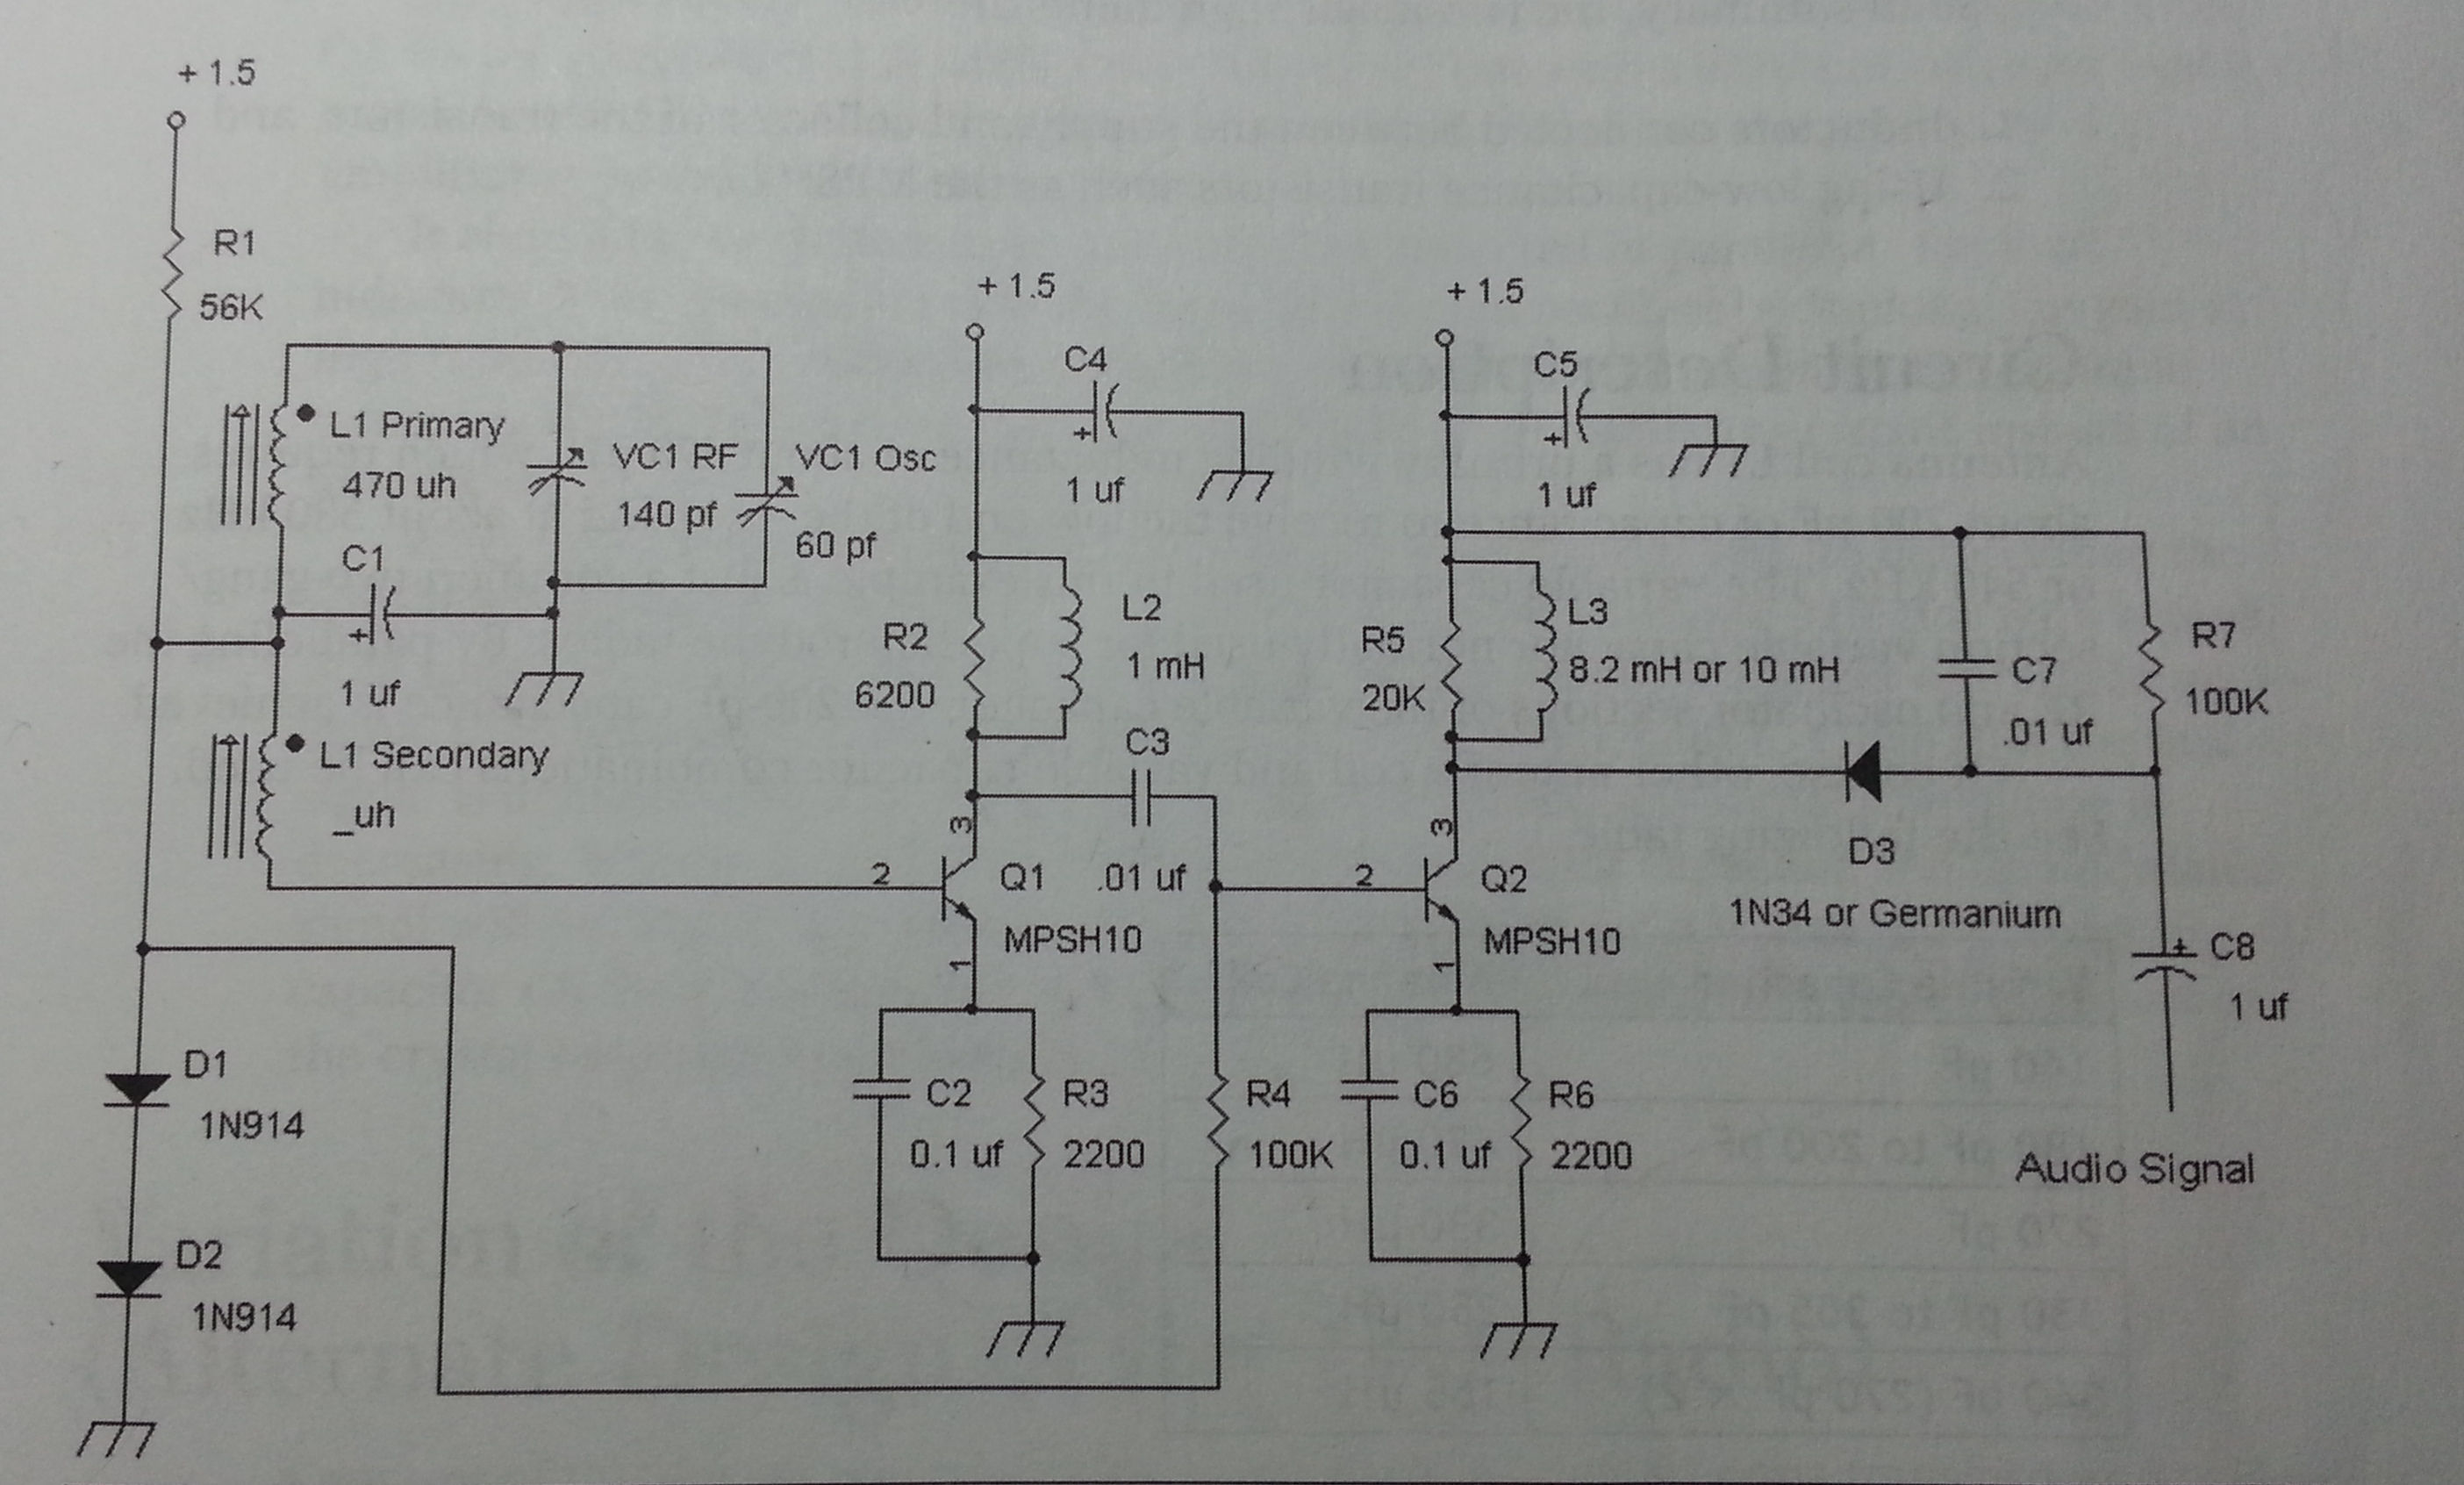 + 1.5
R1
56K
+ 1.5
+ 1.5
C4
1 uf
C5
1 uf
L1 Primary
470 uh
VC1 RF
140 pf
VC1 Osc
60 pf
C1
1 uf
R2
6200
L2
1 mH
R5
20K
L3
8.2 mH or 10 mH
C7
.01 uf
R7
100K
L1 Secondary
_uh
C3
.01 uf
3
2
1
Q1
MPSH10
3
2
1
Q2
MPSH10
D3
1N34 or Germanium
C8
1 uf
D1
1N914
C2
0.1 uf
R3
2200
R4
100K
C6
0.1 uf
R6
2200
Audio Signal
D2
1N914
+
+
+
+